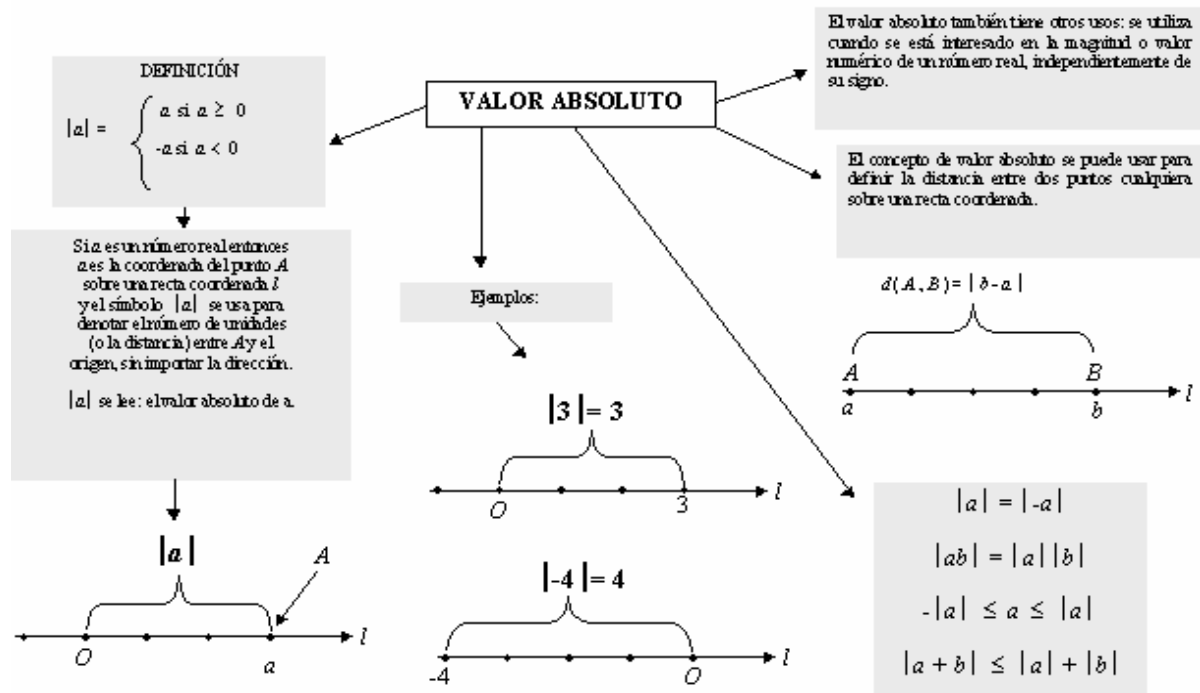 VALOR ABSOLUTO
DEFINICIÓN
|a| =
a si a ≥ 0
-a si a < 0
Si a es un número real entonces
a es la coordenada del punto A
sobre una recta coordenada l
y el símbolo |a| se usa para
denotar el número de unidades
(o la distancia) entre A y el
origen, sin importar la dirección.
|a| se lee: el valor absoluto de a.
|a|
A
l
O
a
Ejemplos:
|3|= 3
l
O
3
|-4|= 4
l
-4
O
El valor absoluto también tiene otros usos: se utiliza
cuando se está interesado en la magnitud o valor
numérico de un número real, independientemente de
su signo.
El concepto de valor absoluto se puede usar para
definir la distancia entre dos puntos cualquiera
sobre una recta coordenada.
d(A,B)=|b-a|
A
B
l
a
b
|a| = |-a|
|ab| = |a||b|
-|a| ≤ a ≤ |a|
|a + b| ≤ |a| + |b|